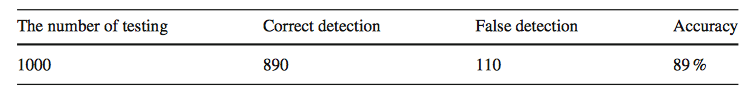 The number of testing Correct detection False detection Accuracy
1000 890 110 89 %